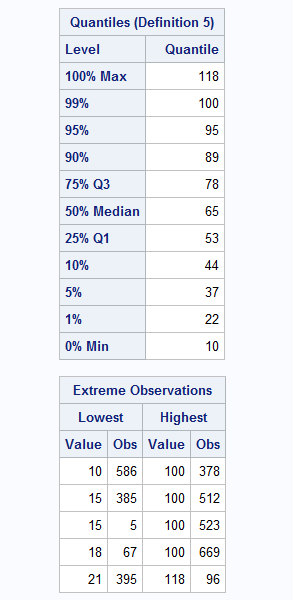 Quantiles (Definition 5)
Level Quantile
100% Max 118
99% 100
95% 95
90% 89
75% Q3 78
50% Median 65
25% Q1 53
10% 44
5% 37
1% 22
0% Min 10
Extreme Observations
Lowest Highest
Value Obs Value Obs
10 586 100 378
15 385 100 512
15 5 100 523
18 67 100 669
21 395 118 96